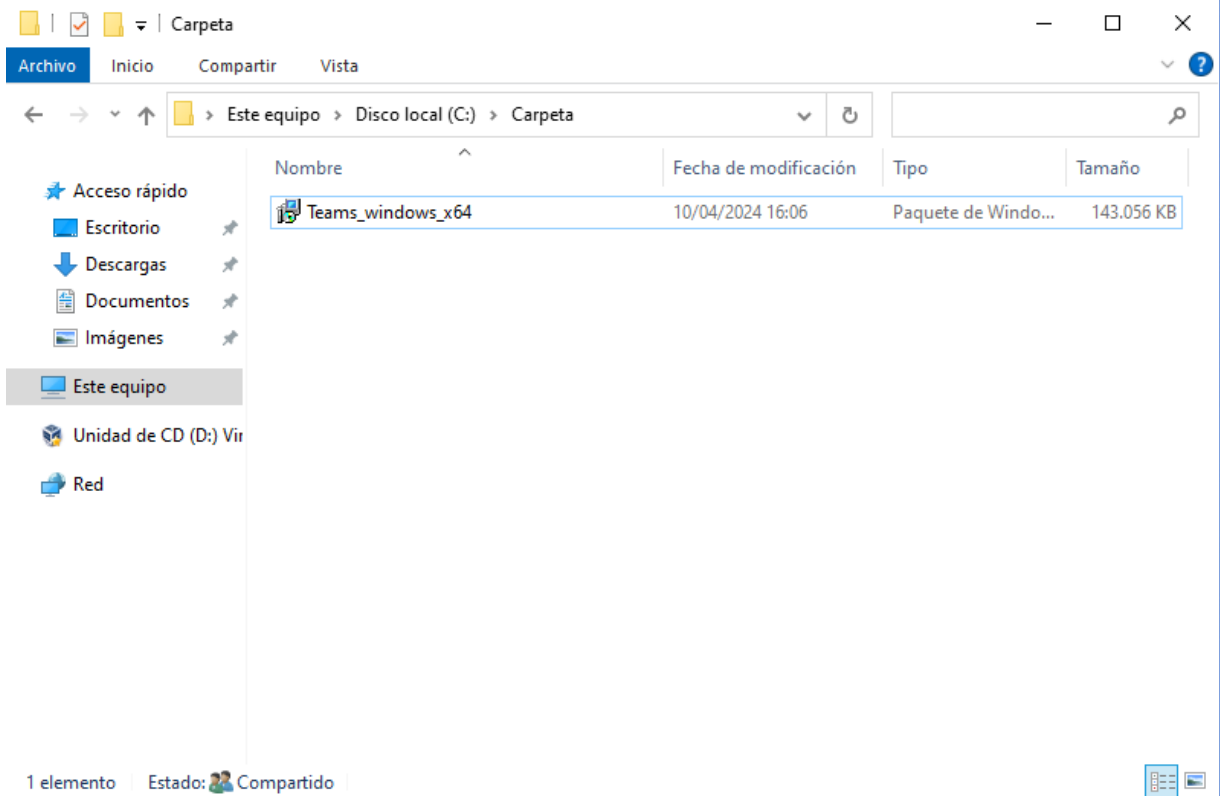 Carpeta
Archivo Inicio Compartir Vista
Este equipo Disco local (C:) Carpeta
Nombre Fecha de modificación Tipo Tamaño
Acceso rápido
Teams_windows_x64 10/04/2024 16:06 Paquete de Windo... 143.056 KB
Escritorio
Descargas
Documentos
Imágenes
Este equipo
Unidad de CD (D:) Vir
Red
1 elemento Estado: Compartido